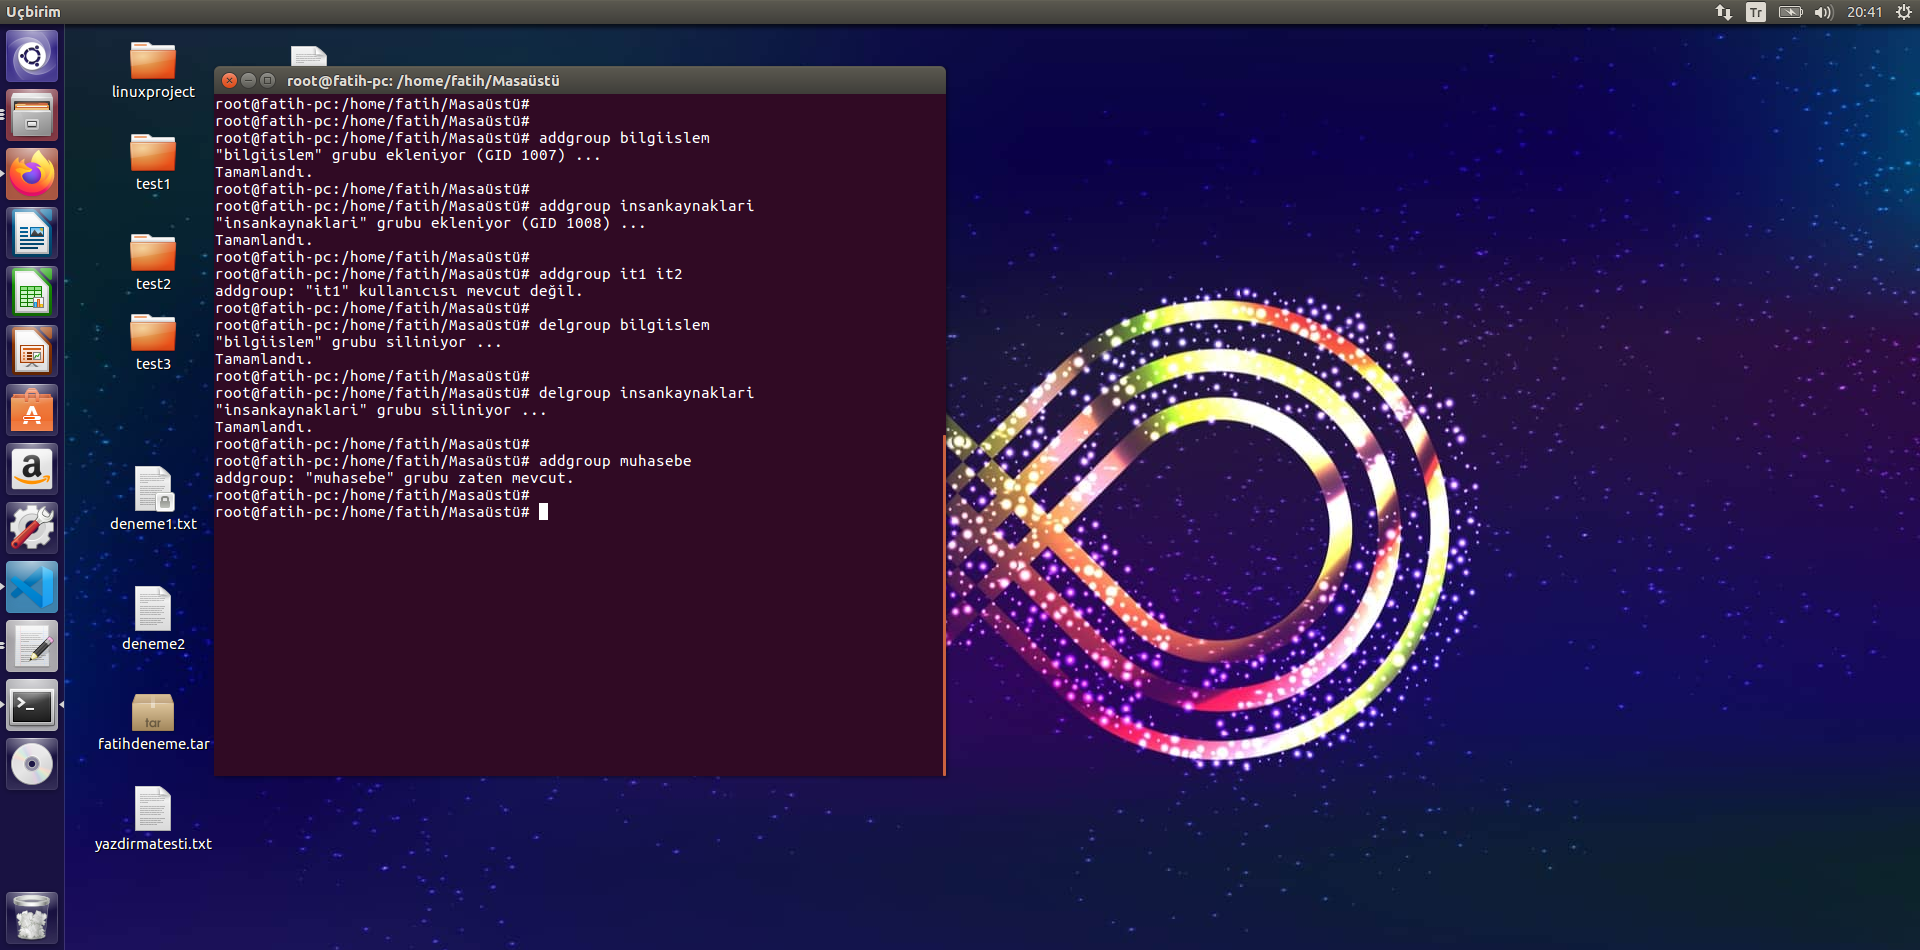 Uçbirim
Tr
20:41
linuxproject
test1
test2
test3
deneme1.txt
deneme2
tar
fatihdeneme.tar
yazdirmatesti.txt
root@fatih-pc: /home/fatih/Masaüstü
root@fatih-pc:/home/fatih/Masaüstü#
root@fatih-pc:/home/fatih/Masaüstü#
root@fatih-pc:/home/fatih/Masaüstü# addgroup bilgiislem
"bilgiislem" grubu ekleniyor (GID 1007) ...
Tamamlandı.
root@fatih-pc:/home/fatih/Masaüstü#
root@fatih-pc:/home/fatih/Masaüstü# addgroup insankaynaklari
"insankaynaklari" grubu ekleniyor (GID 1008) ...
Tamamlandı.
root@fatih-pc:/home/fatih/Masaüstü#
root@fatih-pc:/home/fatih/Masaüstü# addgroup it1 it2
addgroup: "it1" kullanıcısı mevcut değil.
root@fatih-pc:/home/fatih/Masaüstü#
root@fatih-pc:/home/fatih/Masaüstü# delgroup bilgiislem
"bilgiislem" grubu siliniyor ...
Tamamlandı.
root@fatih-pc:/home/fatih/Masaüstü#
root@fatih-pc:/home/fatih/Masaüstü# delgroup insankaynaklari
"insankaynaklari" grubu siliniyor ...
Tamamlandı.
root@fatih-pc:/home/fatih/Masaüstü#
root@fatih-pc:/home/fatih/Masaüstü# addgroup muhasebe
addgroup: "muhasebe" grubu zaten mevcut.
root@fatih-pc:/home/fatih/Masaüstü#
root@fatih-pc:/home/fatih/Masaüstü#